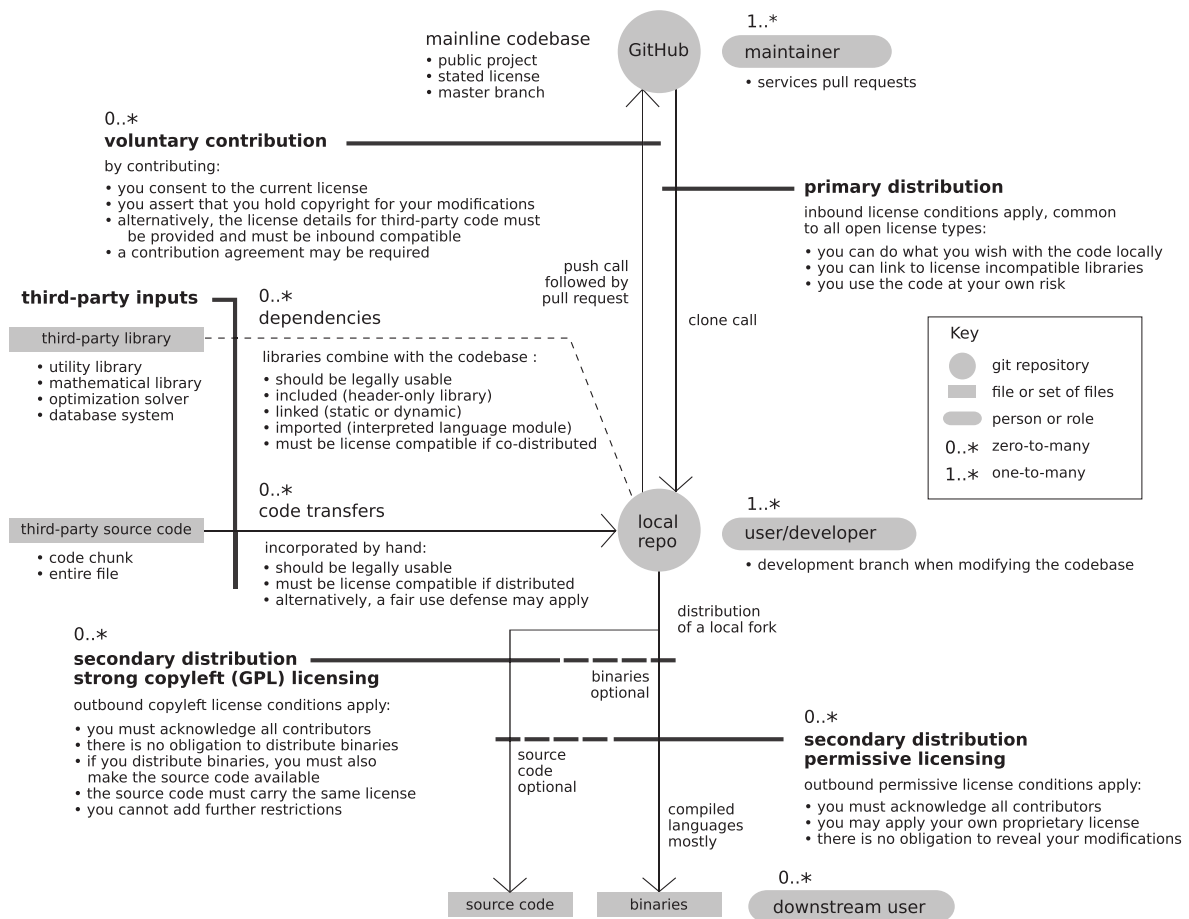 mainline codebase
• public project
• stated license
• master branch
GitHub
1..*
maintainer
• services pull requests
0..*
voluntary contribution
by contributing:
• you consent to the current license
• you assert that you hold copyright for your modifications
• alternatively, the license details for third-party code must
be provided and must be inbound compatible
• a contribution agreement may be required
primary distribution
inbound license conditions apply, common
to all open license types:
• you can do what you wish with the code locally
• you can link to license incompatible libraries
• you use the code at your own risk
push call
followed by
pull request
clone call
third-party inputs
third-party library
• utility library
• mathematical library
• optimization solver
• database system
0..*
dependencies
libraries combine with the codebase :
• should be legally usable
• included (header-only library)
• linked (static or dynamic)
• imported (interpreted language module)
• must be license compatible if co-distributed
Key
git repository
file or set of files
person or role
0..* zero-to-many
1..* one-to-many
third-party source code
• code chunk
• entire file
0..*
code transfers
incorporated by hand:
• should be legally usable
• must be license compatible if distributed
• alternatively, a fair use defense may apply
local
repo
1..*
user/developer
• development branch when modifying the codebase
distribution
of a local fork
0..*
secondary distribution
strong copyleft (GPL) licensing
outbound copyleft license conditions apply:
• you must acknowledge all contributors
• there is no obligation to distribute binaries
• if you distribute binaries, you must also
make the source code available
• the source code must carry the same license
• you cannot add further restrictions
binaries
optional
source
code
optional
compiled
languages
mostly
0..*
secondary distribution
permissive licensing
outbound permissive license conditions apply:
• you must acknowledge all contributors
• you may apply your own proprietary license
• there is no obligation to reveal your modifications
source code
binaries
0..*
downstream user